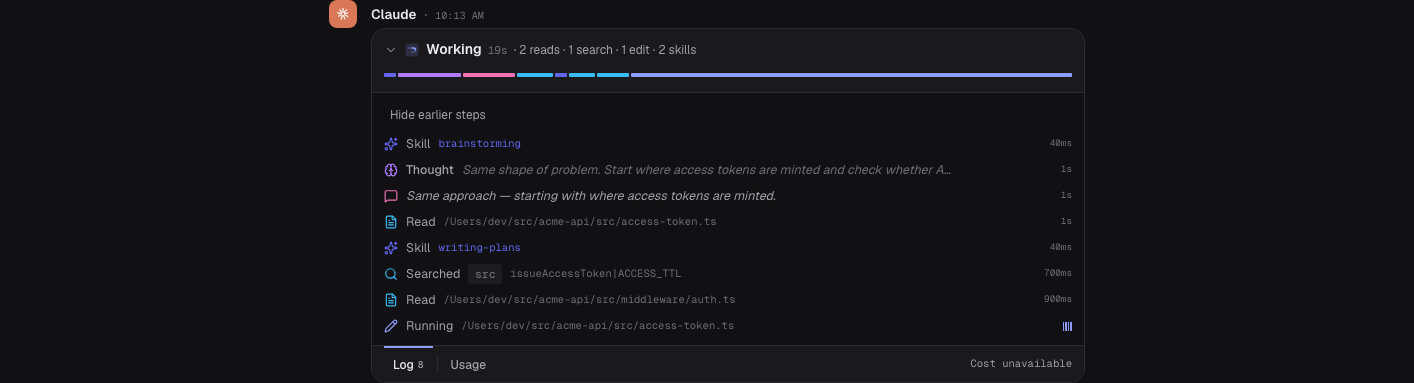 Claude · 10:13 AM
Working 19s · 2 reads · 1 search · 1 edit · 2 skills
Hide earlier steps
Skill brainstorming 40ms
Thought Same shape of problem. Start where access tokens are minted and check whether A… 1s
Same approach — starting with where access tokens are minted. 1s
Read /Users/dev/src/acme-api/src/access-token.ts 1s
Skill writing-plans 40ms
Searched src issueAccessToken|ACCESS_TTL 700ms
Read /Users/dev/src/acme-api/src/middleware/auth.ts 900ms
Running /Users/dev/src/acme-api/src/access-token.ts
Log 8 Usage Cost unavailable